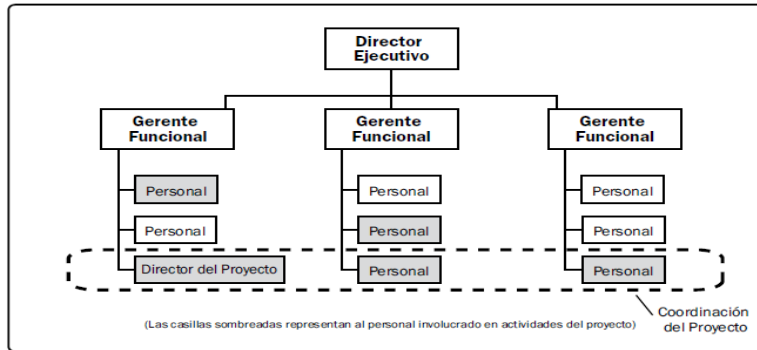 Director
Ejecutivo
Gerente
Funcional
Gerente
Funcional
Gerente
Funcional
Personal
Personal
Personal
Personal
Personal
Personal
Director del Proyecto
Personal
Personal
(Las casillas sombreadas representan al personal involucrado en actividades del proyecto)
Coordinación
del Proyecto